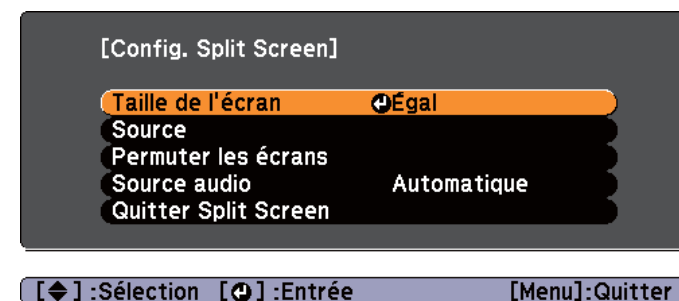 [Config. Split Screen]
Taille de l'écran Égal
Source
Permuter les écrans
Source audio Automatique
Quitter Split Screen
[ ] :Sélection [ ] :Entrée [Menu]:Quitter